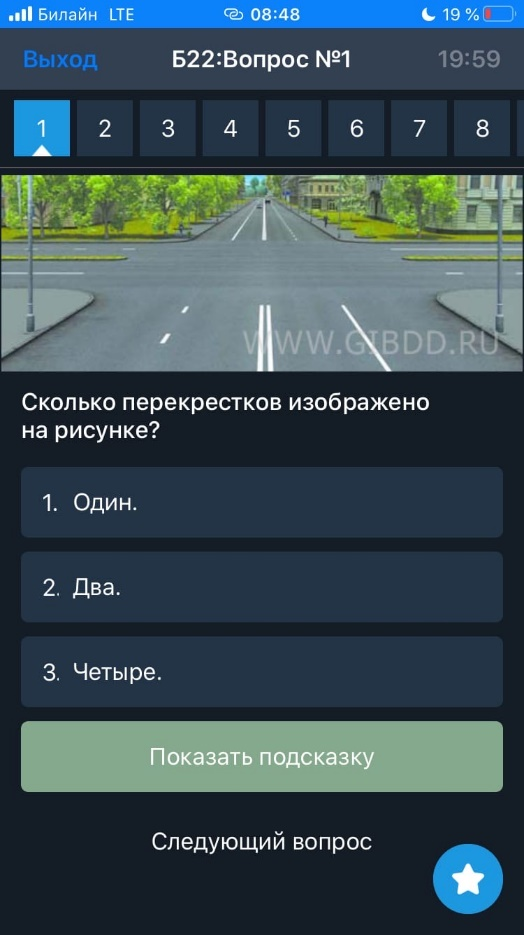 Билайн LTE 08:48 19 %
Выход Б22:Вопрос №1 19:59
1 2 3 4 5 6 7 8
WWW.GIBDD.RU
Сколько перекрестков изображено
на рисунке?
1. Один.
2. Два.
3. Четыре.
Показать подсказку
Следующий вопрос